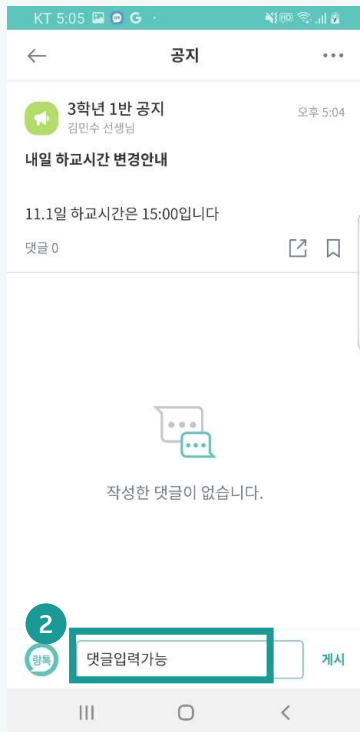 KT 5:05 G ·
공지
3학년 1반 공지
오후 5:04
김민수 선생님
내일 하교시간 변경안내
11.1일 하교시간은 15:00입니다
댓글 0
작성한 댓글이 없습니다.
2
랑톡
댓글입력가능
게시